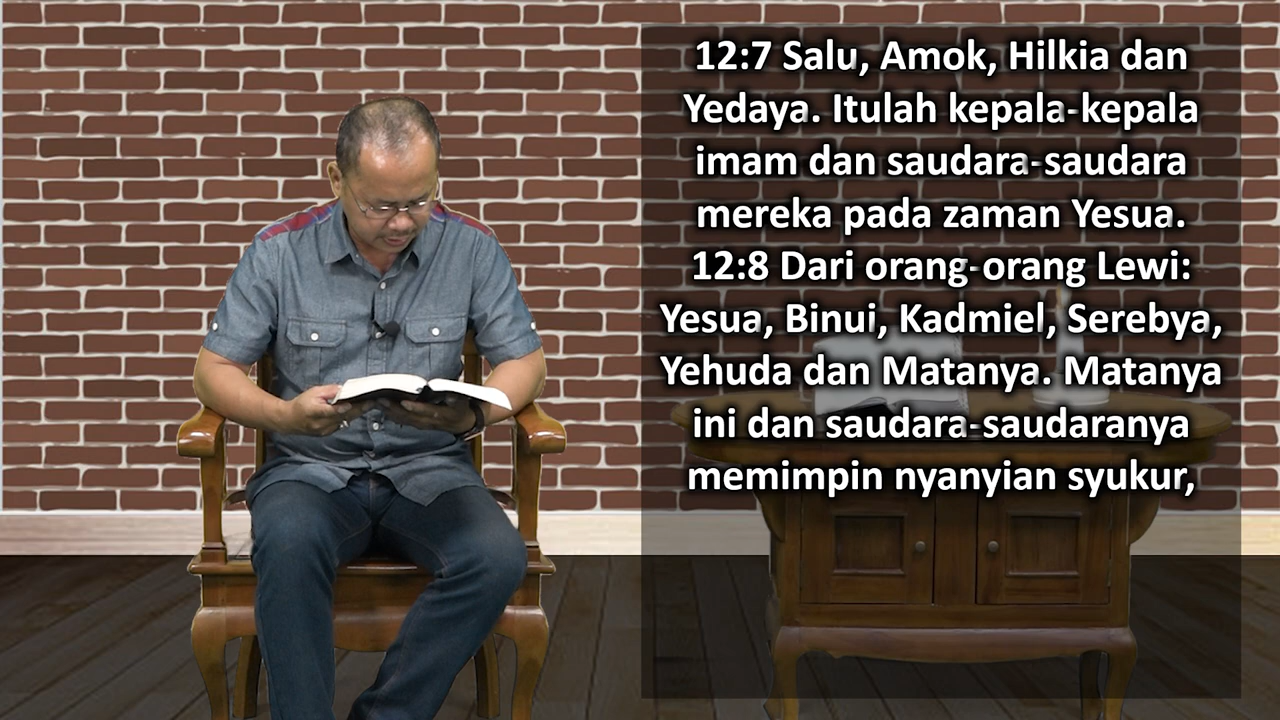 12:7 Salu, Amok, Hilkia dan
Yedaya. Itulah kepala-kepala
imam dan saudara-saudara
mereka pada zaman Yesua.
12:8 Dari orang-orang Lewi:
Yesua, Binui, Kadmiel, Serebya,
Yehuda dan Matanya. Matanya
ini dan saudara-saudaranya
memimpin nyanyian syukur,